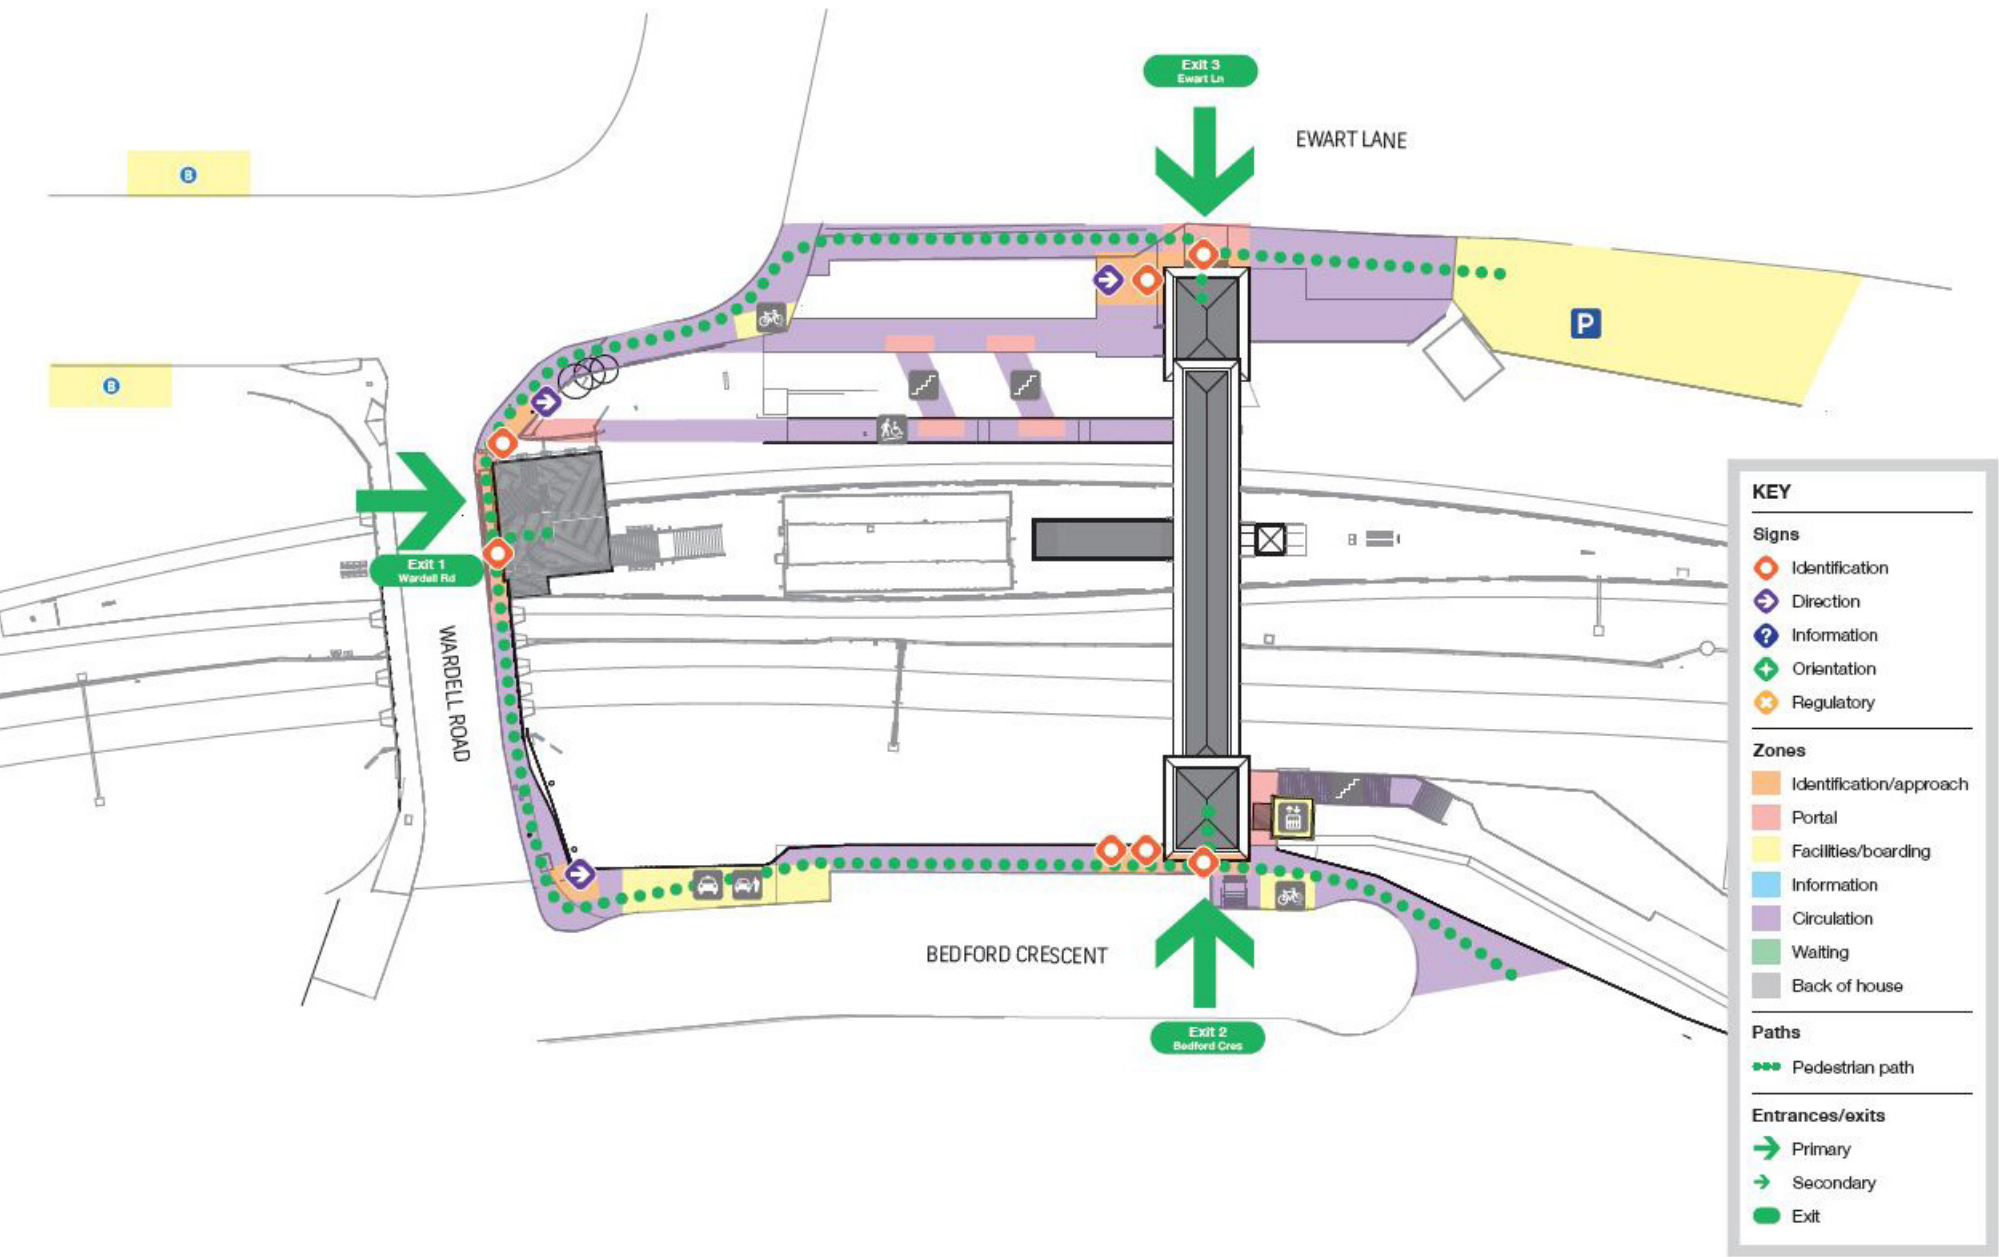 Exit 3
Ewart Ln
EWART LANE
B
B
P
Exit 1
Wardell Rd
WARDELL ROAD
BEDFORD CRESCENT
Exit 2
Bedford Cres
KEY
Signs
Identification
Direction
? Information
Orientation
Regulatory
Zones
Identification/approach
Portal
Facilities/boarding
Information
Circulation
Waiting
Back of house
Paths
Pedestrian path
Entrances/exits
Primary
Secondary
Exit